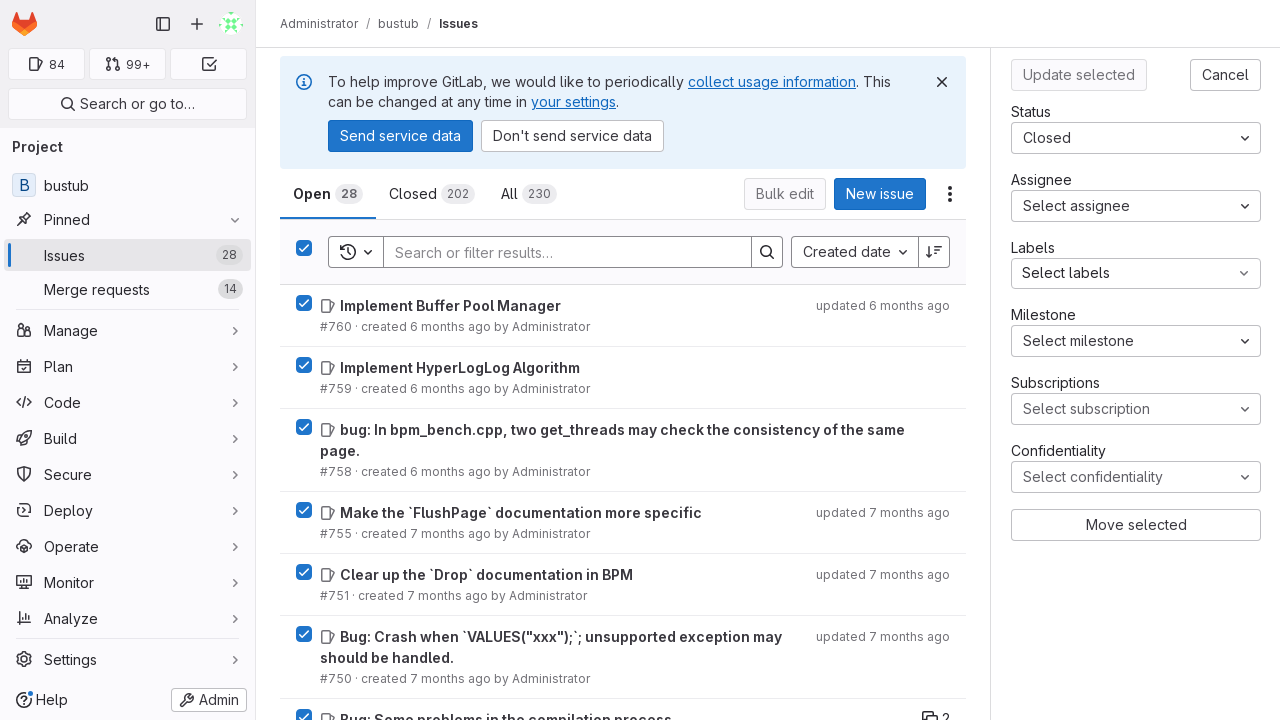 Administrator / bustub / Issues
84
99+
Search or go to…
Project
B bustub
Pinned
Issues 28
Merge requests 14
Manage
Plan
Code
Build
Secure
Deploy
Operate
Monitor
Analyze
Settings
Help
Admin
To help improve GitLab, we would like to periodically collect usage information. This
can be changed at any time in your settings.
Send service data
Don't send service data
Open 28
Closed 202
All 230
Bulk edit
New issue
Search or filter results…
Created date
Implement Buffer Pool Manager
updated 6 months ago
#760 · created 6 months ago by Administrator
Implement HyperLogLog Algorithm
#759 · created 6 months ago by Administrator
bug: In bpm_bench.cpp, two get_threads may check the consistency of the same
page.
#758 · created 6 months ago by Administrator
Make the `FlushPage` documentation more specific
updated 7 months ago
#755 · created 7 months ago by Administrator
Clear up the `Drop` documentation in BPM
updated 7 months ago
#751 · created 7 months ago by Administrator
Bug: Crash when `VALUES("xxx");`; unsupported exception may
should be handled.
updated 7 months ago
#750 · created 7 months ago by Administrator
Bug: Some problems in the compilation process
2
Update selected
Cancel
Status
Closed
Assignee
Select assignee
Labels
Select labels
Milestone
Select milestone
Subscriptions
Select subscription
Confidentiality
Select confidentiality
Move selected